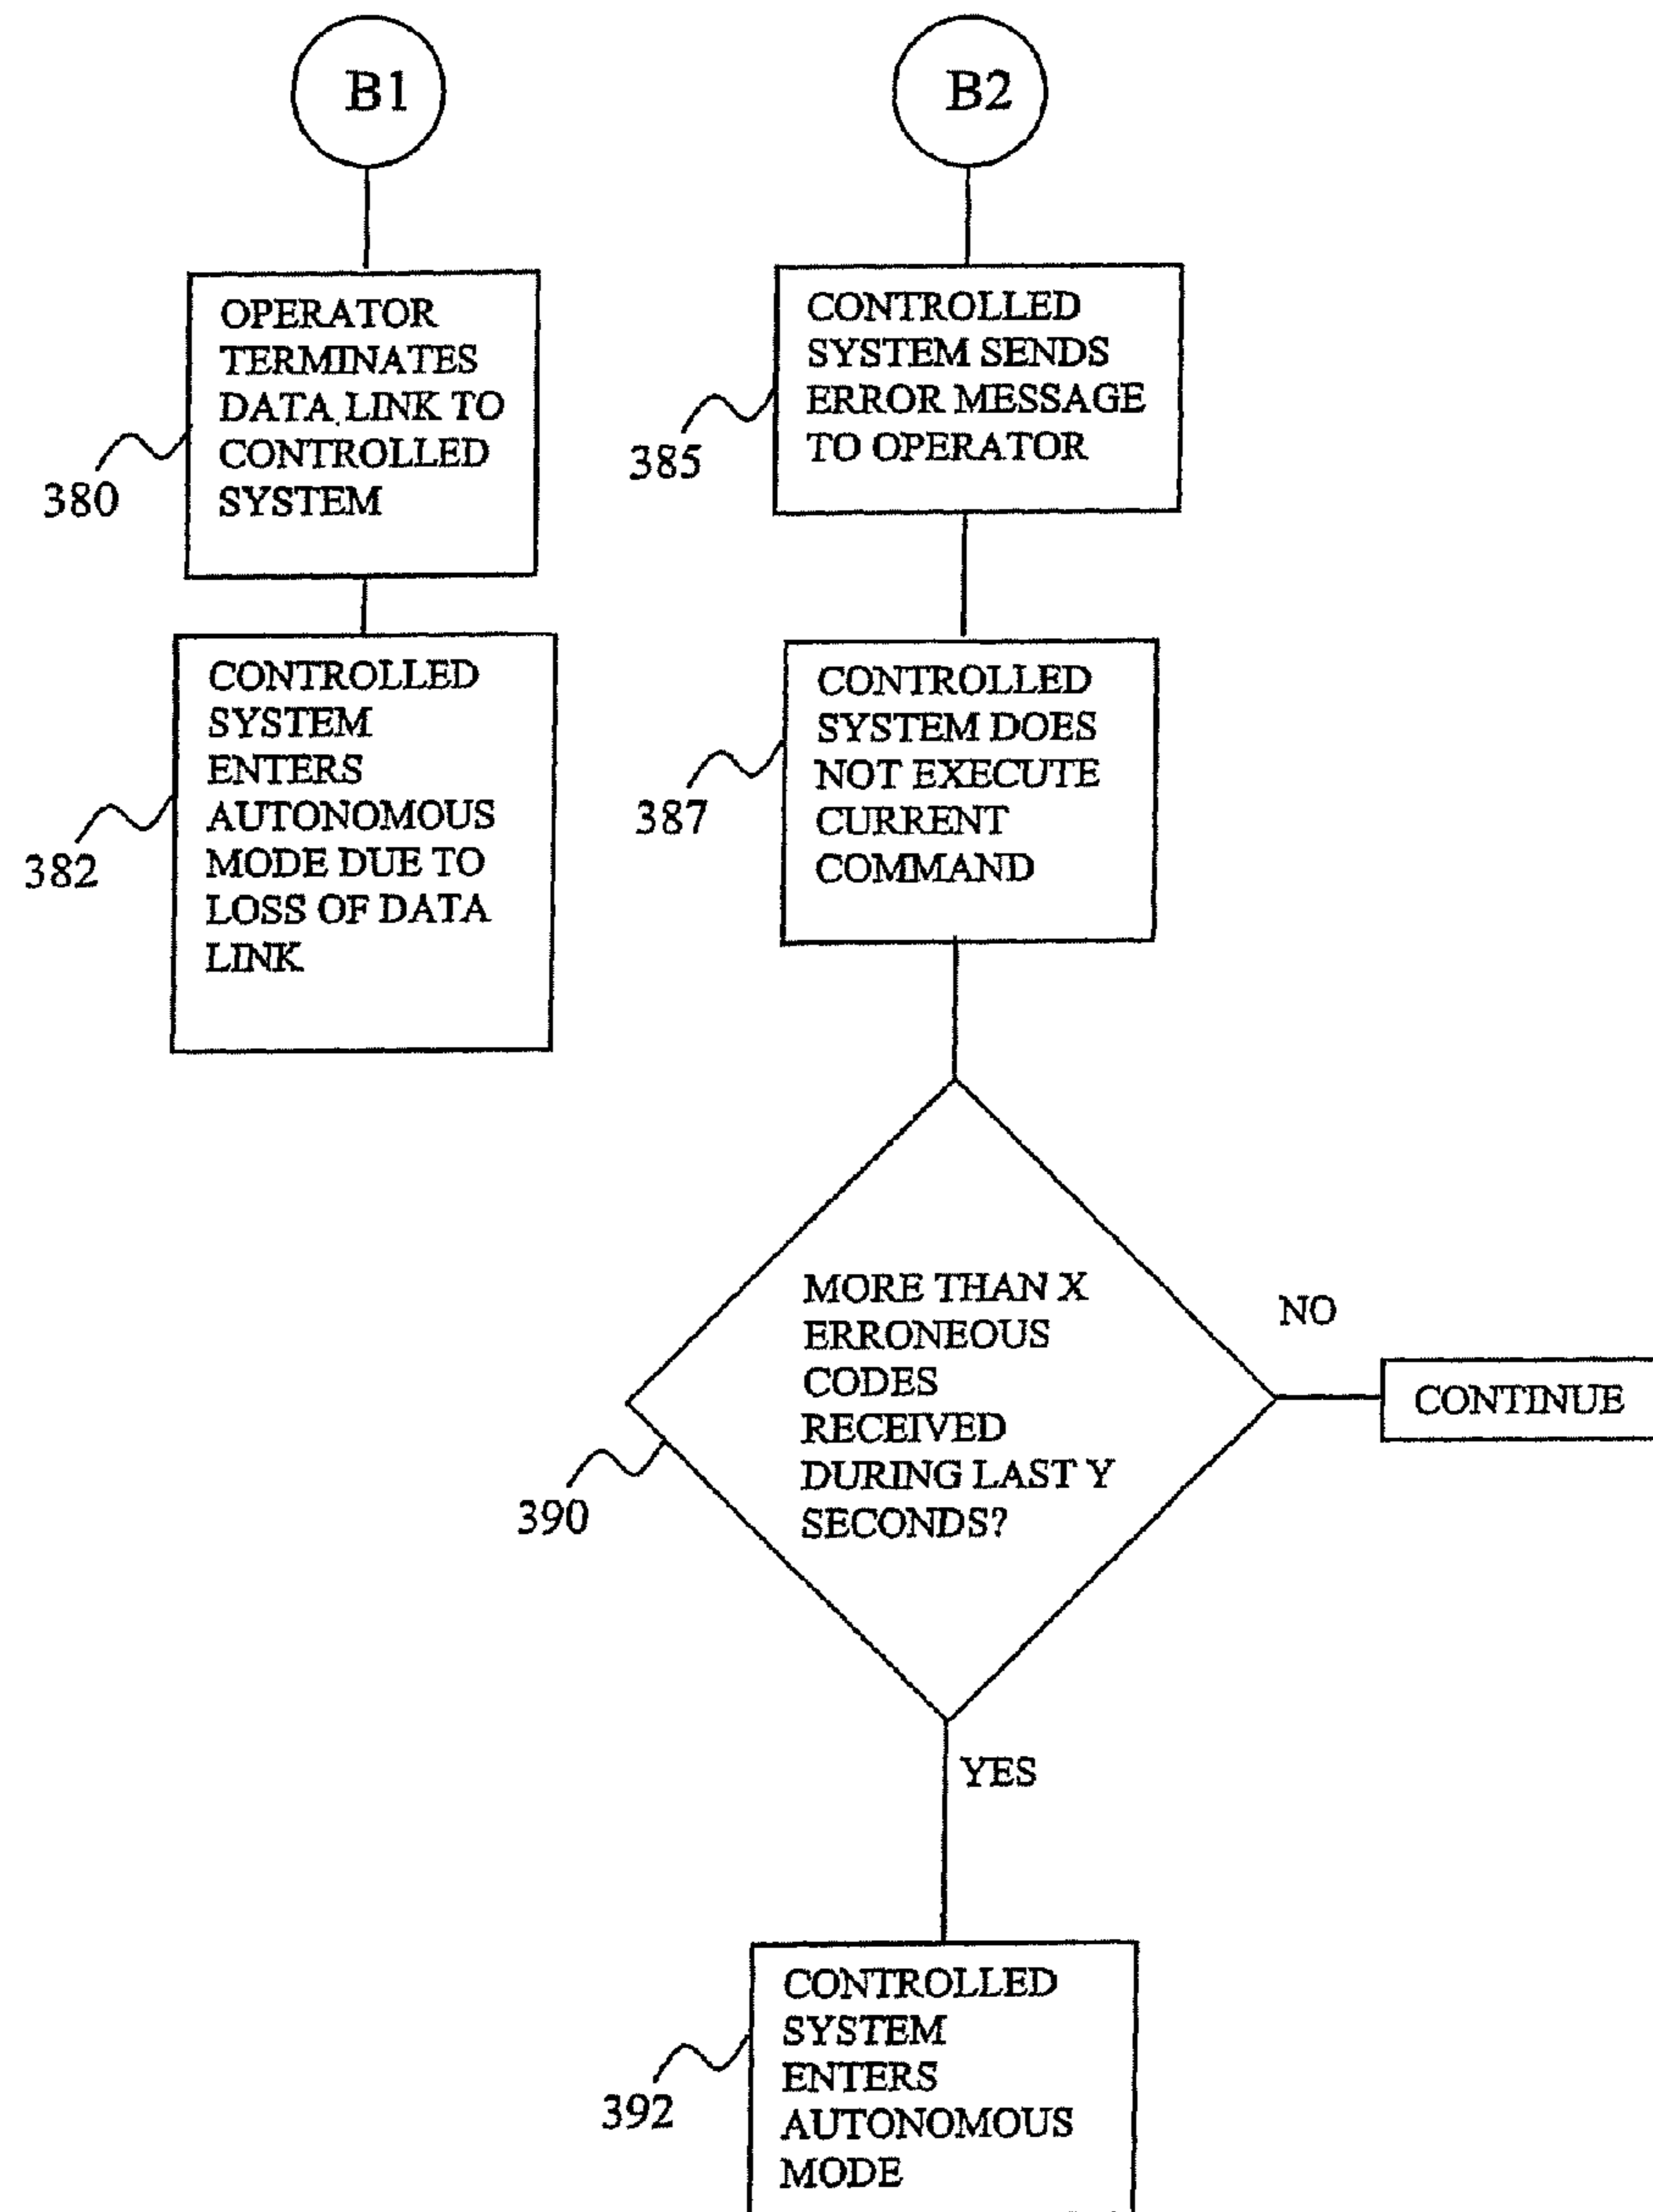 B1
OPERATOR
TERMINATES
DATA LINK TO
CONTROLLED
SYSTEM
380
CONTROLLED
SYSTEM
ENTERS
AUTONOMOUS
MODE DUE TO
LOSS OF DATA
LINK
382
B2
CONTROLLED
SYSTEM SENDS
ERROR MESSAGE
TO OPERATOR
385
CONTROLLED
SYSTEM DOES
NOT EXECUTE
CURRENT
COMMAND
387
MORE THAN X
ERRONEOUS
CODES
RECEIVED
DURING LAST Y
SECONDS?
390
NO
CONTINUE
YES
CONTROLLED
SYSTEM
ENTERS
AUTONOMOUS
MODE
392